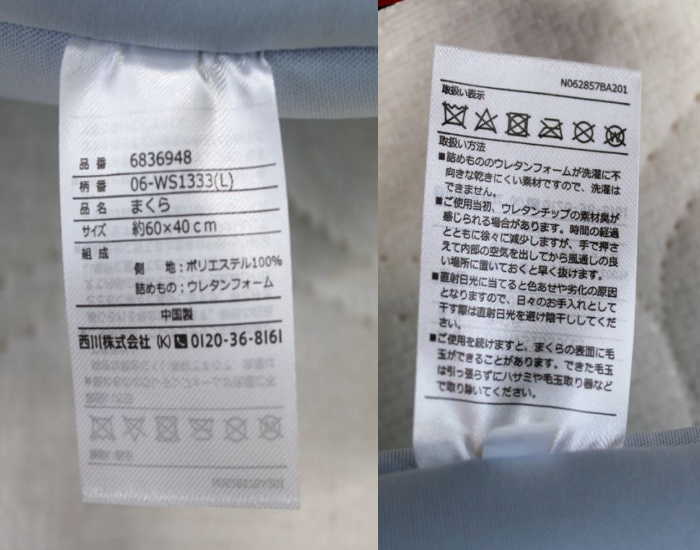 品番 6836948
柄番 06-WS1333(L)
品名 まくら
サイズ 約60×40cm
組成
側 地:ポリエステル100%
詰めもの:ウレタンフォーム
中国製
西川株式会社 (K) 0120-36-8161
N062857BA201
取扱い表示
取扱い方法
■詰めもののウレタンフォームが洗濯に不
向きな乾きにくい素材ですので、洗濯は
できません。
■ご使用当初、ウレタンチップの素材臭が
感じられる場合があります。時間の経過
とともに徐々に減少しますが、手で押さ
えて内部の空気を出してから風通しの良
い場所に置いておくと早く抜けます。
■直射日光に当てると色あせや劣化の原因
となりますので、日々のお手入れとして
干す際は直射日光を避け陰干ししてくだ
さい。
■ご使用を続けますと、まくらの表面に毛
玉ができることがあります。できた毛玉
は引っ張らずにハサミや毛玉取り器など
で取り除いてください。